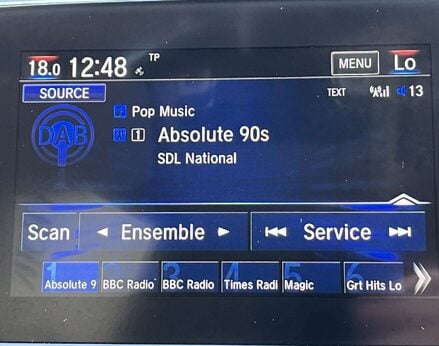 18.0 12:48 TP MENU Lo
SOURCE TEXT 13
DAB
Pop Music
1 Absolute 90s
SDL National
Scan ◄ Ensemble ► ⏮ Service ⏭
1 2 3 4 5 6
Absolute 9 BBC Radio BBC Radio Times Radi Magic Grt Hits Lo